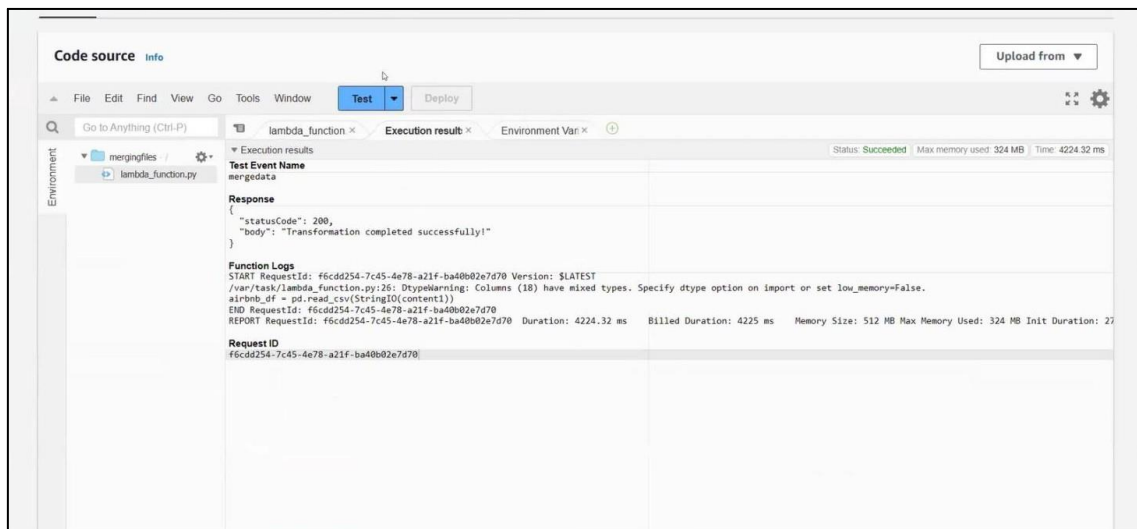 Code source Info
Upload from
File Edit Find View Go Tools Window Test Deploy
Go to Anything (Ctrl-P)
lambda_function × Execution result × Environment Var ×
Environment
mergingfiles /
lambda_function.py
Execution results
Status: Succeeded Max memory used: 324 MB Time: 4224.32 ms
Test Event Name
mergedata
Response
{
"statusCode": 200,
"body": "Transformation completed successfully!"
}
Function Logs
START RequestId: f6cdd254-7c45-4e78-a21f-ba40b02e7d70 Version: $LATEST
/var/task/lambda_function.py:26: DtypeWarning: Columns (18) have mixed types. Specify dtype option on import or set low_memory=False.
airbnb_df = pd.read_csv(StringIO(content1))
END RequestId: f6cdd254-7c45-4e78-a21f-ba40b02e7d70
REPORT RequestId: f6cdd254-7c45-4e78-a21f-ba40b02e7d70 Duration: 4224.32 ms Billed Duration: 4225 ms Memory Size: 512 MB Max Memory Used: 324 MB Init Duration: 27
Request ID
f6cdd254-7c45-4e78-a21f-ba40b02e7d70